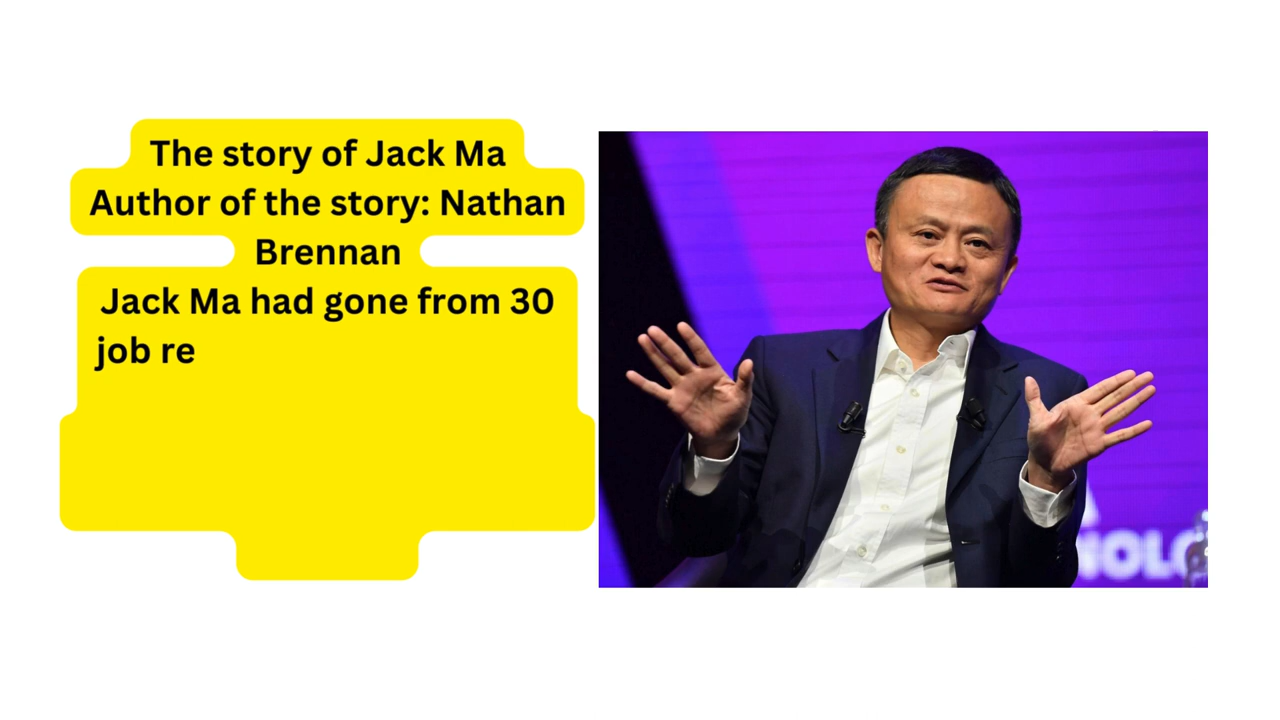 The story of Jack Ma
Author of the story: Nathan
Brennan
Jack Ma had gone from 30
job re